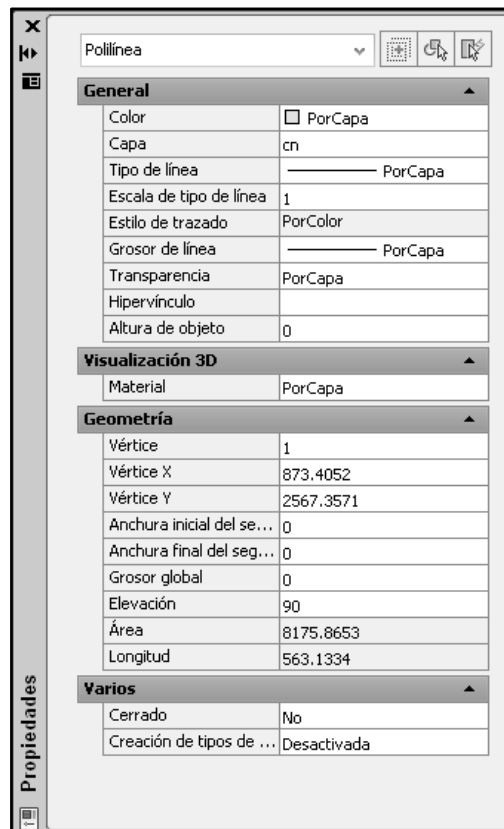 Polilínea
General
Color PorCapa
Capa cn
Tipo de línea PorCapa
Escala de tipo de línea 1
Estilo de trazado PorColor
Grosor de línea PorCapa
Transparencia PorCapa
Hipervínculo
Altura de objeto 0
Visualización 3D
Material PorCapa
Geometría
Vértice 1
Vértice X 873.4052
Vértice Y 2567.3571
Anchura inicial del se... 0
Anchura final del seg... 0
Grosor global 0
Elevación 90
Área 8175.8653
Longitud 563.1334
Varios
Cerrado No
Creación de tipos de ... Desactivada
Propiedades